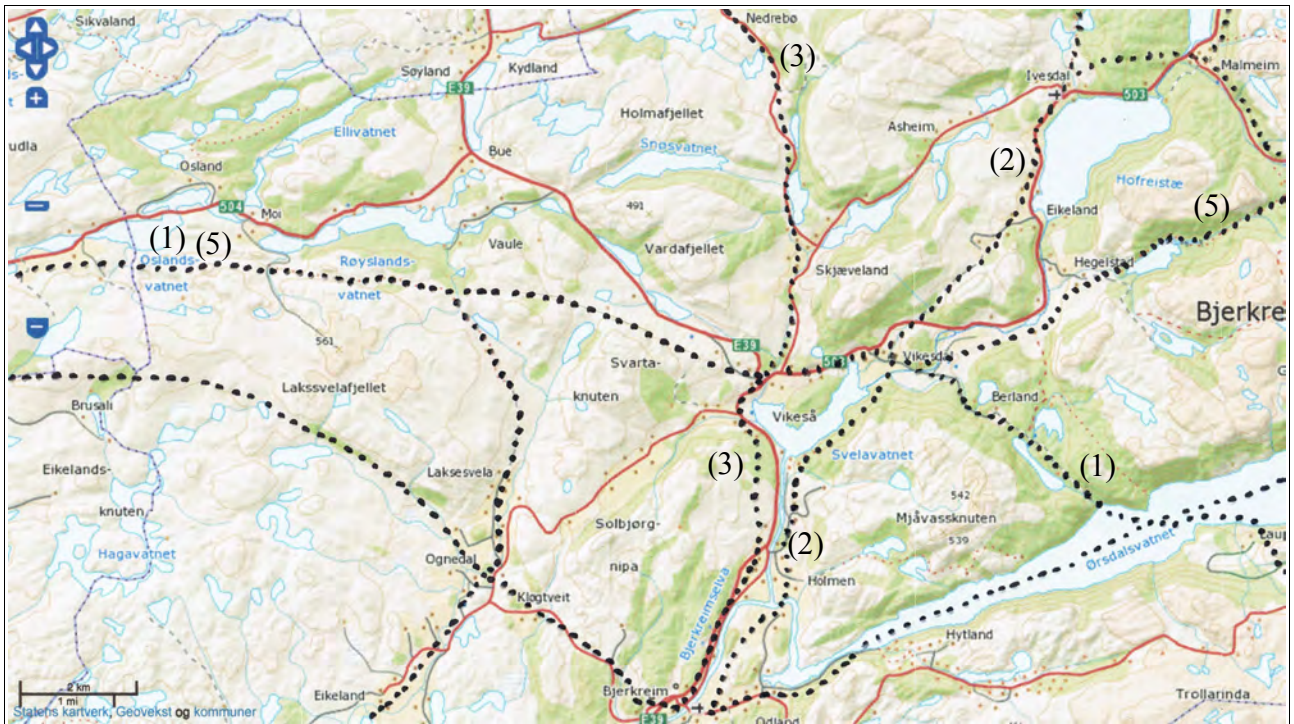 Sikvaland
Nedrebø
Søyland
Kydland
(3)
Malmeim
Ivesdal
E39
503
Holmafjellet
Ellivatnet
Asheim
udla
Snøsvatnet
Bue
(2)
Osland
Hofreistæ
504
Moi
491
(5)
Eikeland
(1) (5)
Vaule
Vardafjellet
Oslands-
vatnet
Røyslands-
vatnet
Skjæveland
Hegelstad
Bjerkre
561
E39
503
Svarta-
knuten
Vikesdal
Lakssvelafjellet
Brusali
Berland
Vikeså
Svelavatnet
(3)
(1)
Eikelands-
knuten
Laksesvela
542
Mjåvassknuten
539
Solbjørg-
nipa
(2)
Hagavatnet
Ognedal
Ørsdalsvatnet
Holmen
Kløgtveit
Bjerkreimselva
Hytland
Eikeland
Bjerkreim
2 km
1 mi
Trollarinda
Statens kartverk, Geovekst og kommuner
E39
Odland